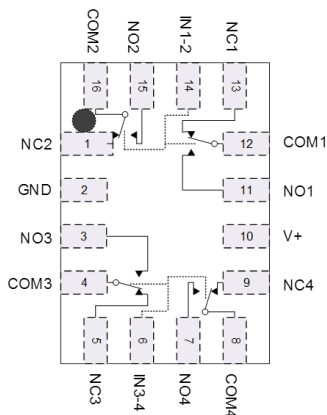 COM2
NO2
IN1-2
NC1
16
15
14
13
NC2
1
12
COM1
GND
2
11
NO1
NO3
3
10
V+
COM3
4
9
NC4
5
6
7
8
NC3
IN3-4
NO4
COM4